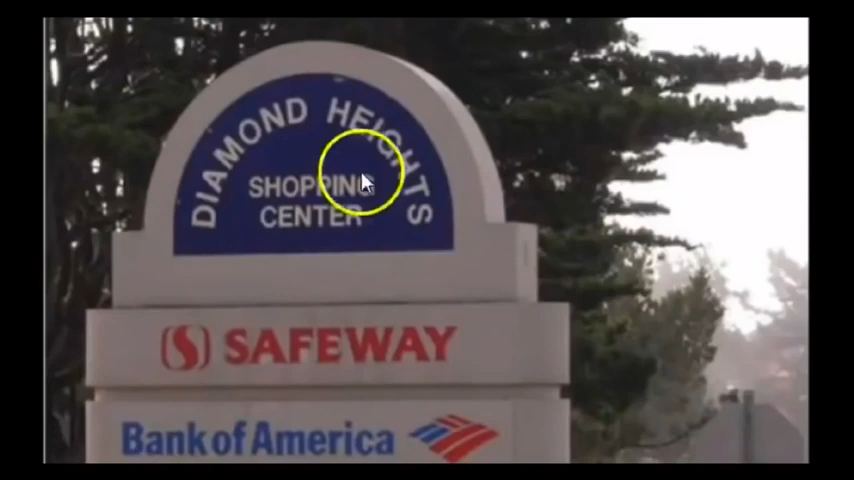 DIAMOND HEIGHTS
SHOPPING
CENTER
SAFEWAY
Bank of America